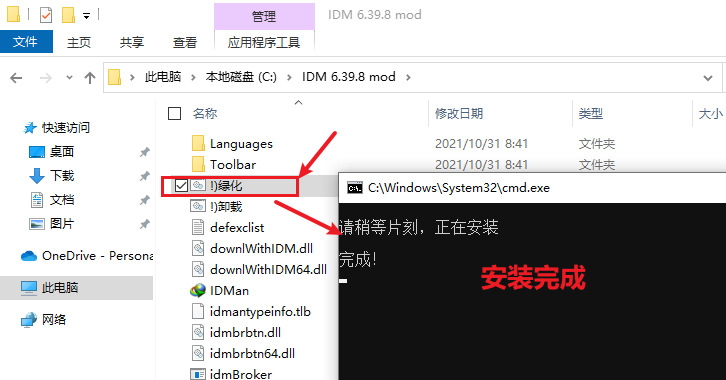 管理
IDM 6.39.8 mod
文件
主页
共享
查看
应用程序工具
此电脑
本地磁盘 (C:)
IDM 6.39.8 mod
名称
修改日期
类型
大小
快速访问
桌面
下载
文档
图片
OneDrive - Persona
此电脑
网络
Languages
2021/10/31 8:41
文件夹
Toolbar
2021/10/31 8:41
文件夹
!)绿化
!)卸载
defexclist
downlWithIDM.dll
downlWithIDM64.dll
IDMan
idmantypeinfo.tlb
idmbrbtn.dll
idmbrbtn64.dll
idmBroker
C:\Windows\System32\cmd.exe
请稍等片刻，正在安装
完成!
安装完成